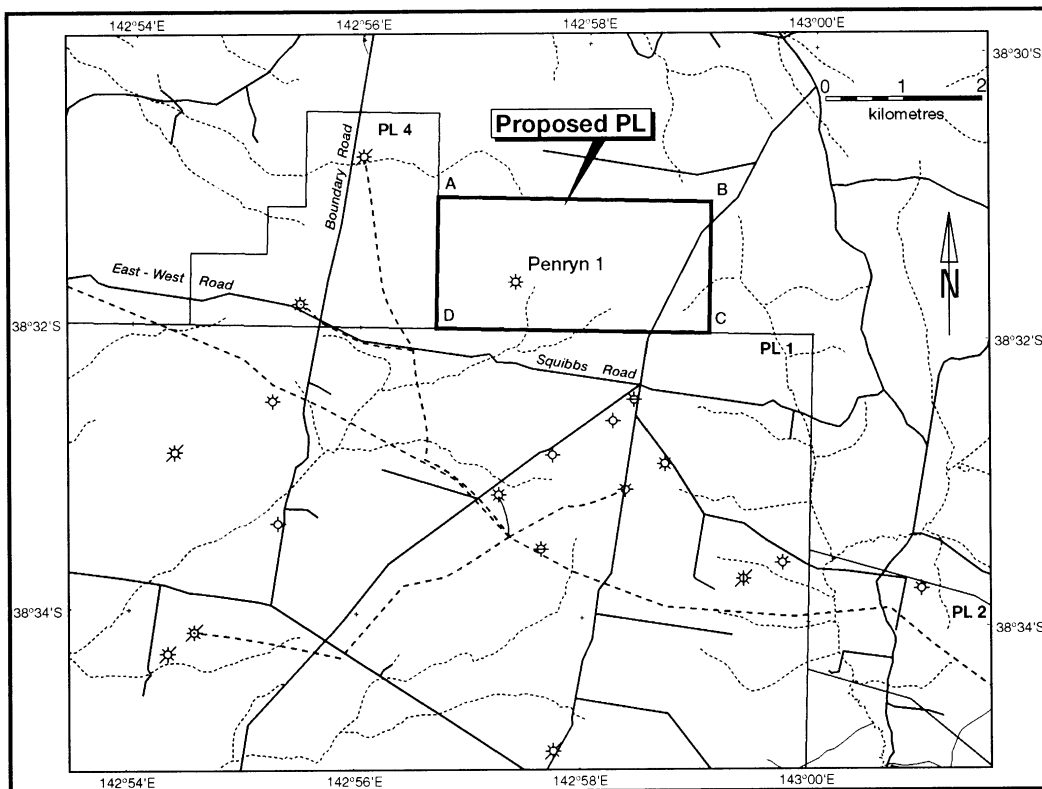 142°54'E 142°56'E 142°58'E 143°00'E
38°30'S
0 1 2
kilometres
Proposed PL
PL 4
Boundary Road
A
B
Penryn 1
N
East - West Road
D
C
38°32'S
38°32'S
PL 1
Squibbs Road
38°34'S
38°34'S
PL 2
142°54'E 142°56'E 142°58'E 143°00'E